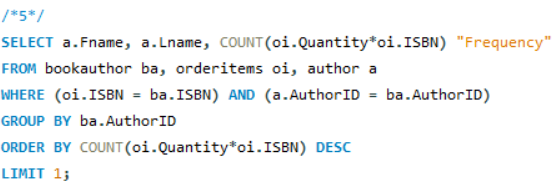 /*5*/
SELECT a.Fname, a.Lname, COUNT(oi.Quantity*oi.ISBN) "Frequency"
FROM bookauthor ba, orderitems oi, author a
WHERE (oi.ISBN = ba.ISBN) AND (a.AuthorID = ba.AuthorID)
GROUP BY ba.AuthorID
ORDER BY COUNT(oi.Quantity*oi.ISBN) DESC
LIMIT 1;